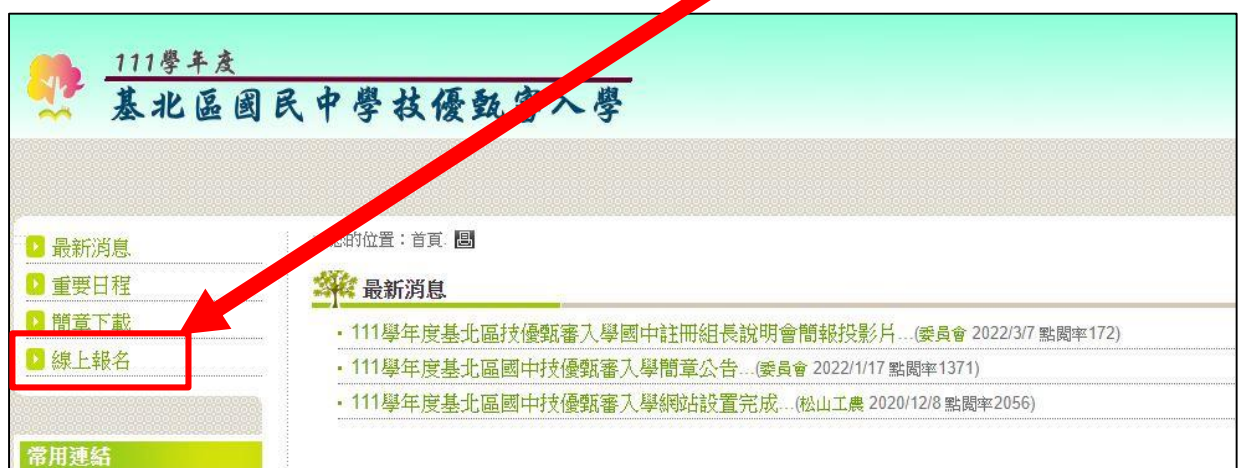 111學年度
基北區國民中學技優甄審入學
最新消息
重要日程
簡章下載
線上報名
常用連結
的位置：首頁
最新消息
111學年度基北區技優甄審入學國中註冊組長說明會簡報投影片...(委員會 2022/3/7 點閱率172)
111學年度基北區國中技優甄審入學簡章公告...(委員會 2022/1/17 點閱率1371)
111學年度基北區國中技優甄審入學網站設置完成...(松山工農 2020/12/8 點閱率2056)